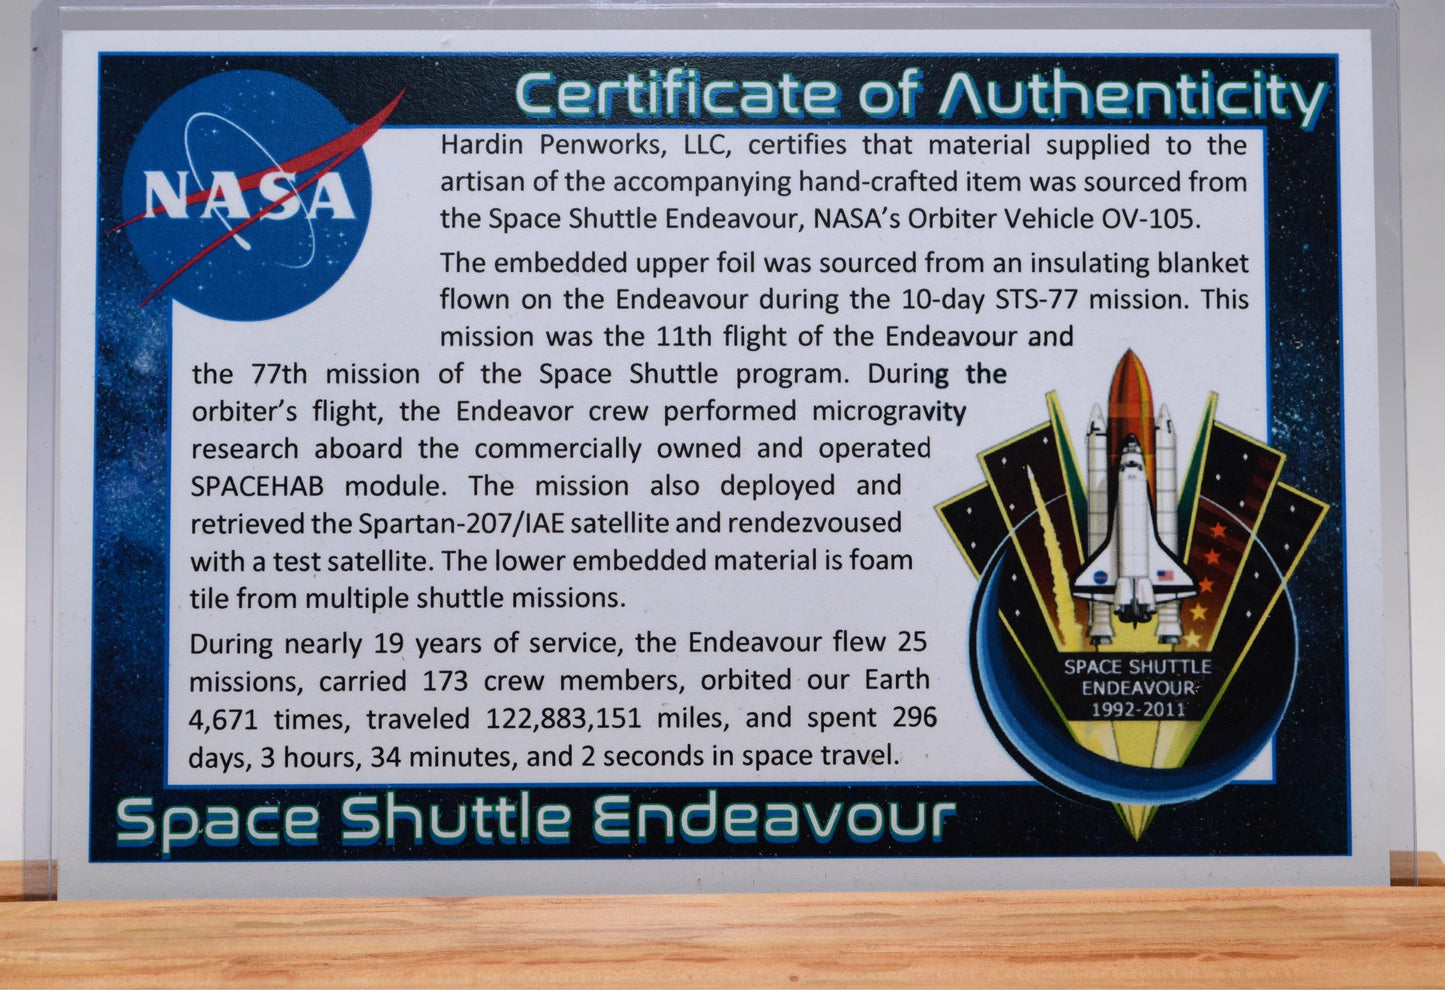 NASA
Certificate of Authenticity
Hardin Penworks, LLC, certifies that material supplied to the
artisan of the accompanying hand-crafted item was sourced from
the Space Shuttle Endeavour, NASA's Orbiter Vehicle OV-105.
The embedded upper foil was sourced from an insulating blanket
flown on the Endeavour during the 10-day STS-77 mission. This
mission was the 11th flight of the Endeavour and
the 77th mission of the Space Shuttle program. During the
orbiter's flight, the Endeavor crew performed microgravity
research aboard the commercially owned and operated
SPACEHAB module. The mission also deployed and
retrieved the Spartan-207/IAE satellite and rendezvoused
with a test satellite. The lower embedded material is foam
tile from multiple shuttle missions.
During nearly 19 years of service, the Endeavour flew 25
missions, carried 173 crew members, orbited our Earth
4,671 times, traveled 122,883,151 miles, and spent 296
days, 3 hours, 34 minutes, and 2 seconds in space travel.
SPACE SHUTTLE
ENDEAVOUR
1992-2011
Space Shuttle Endeavour